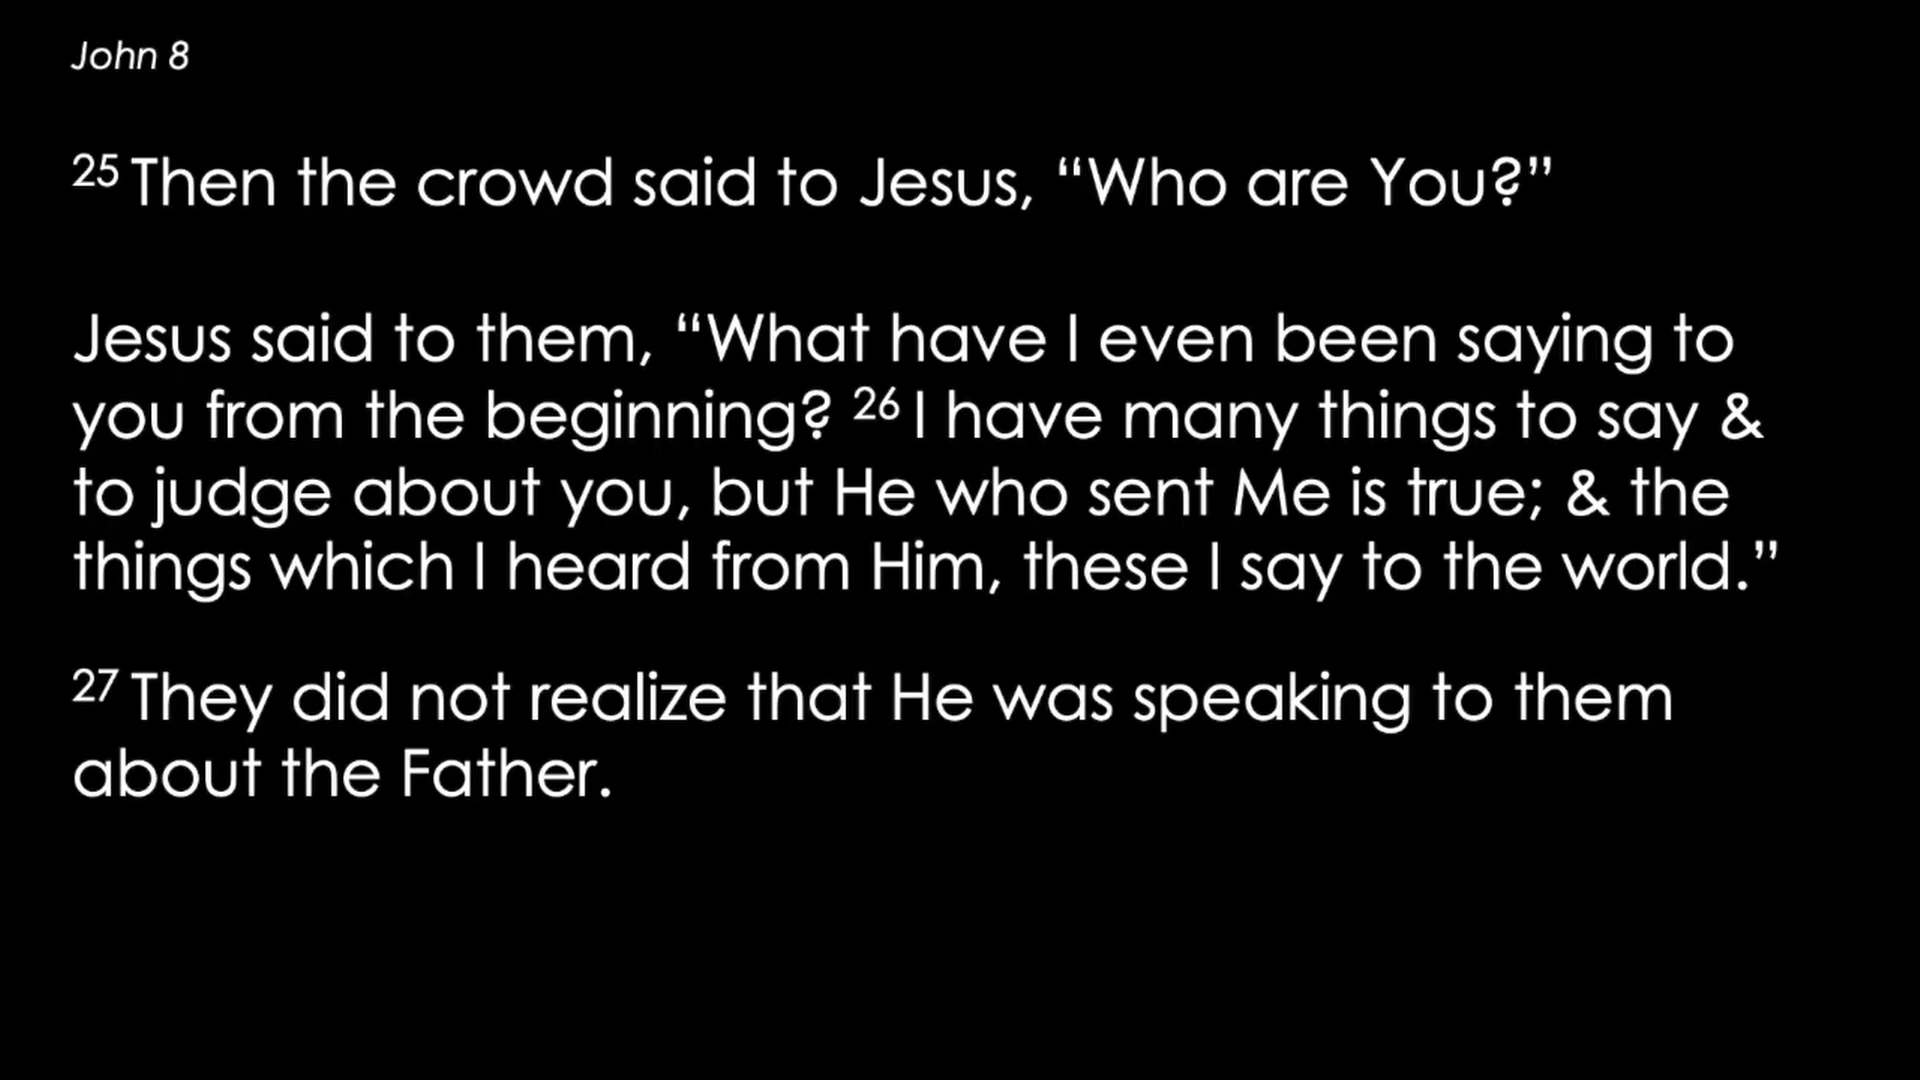 John 8
25 Then the crowd said to Jesus, “Who are You?”
Jesus said to them, “What have I even been saying to
you from the beginning? 26 I have many things to say &
to judge about you, but He who sent Me is true; & the
things which I heard from Him, these I say to the world.”
27 They did not realize that He was speaking to them
about the Father.